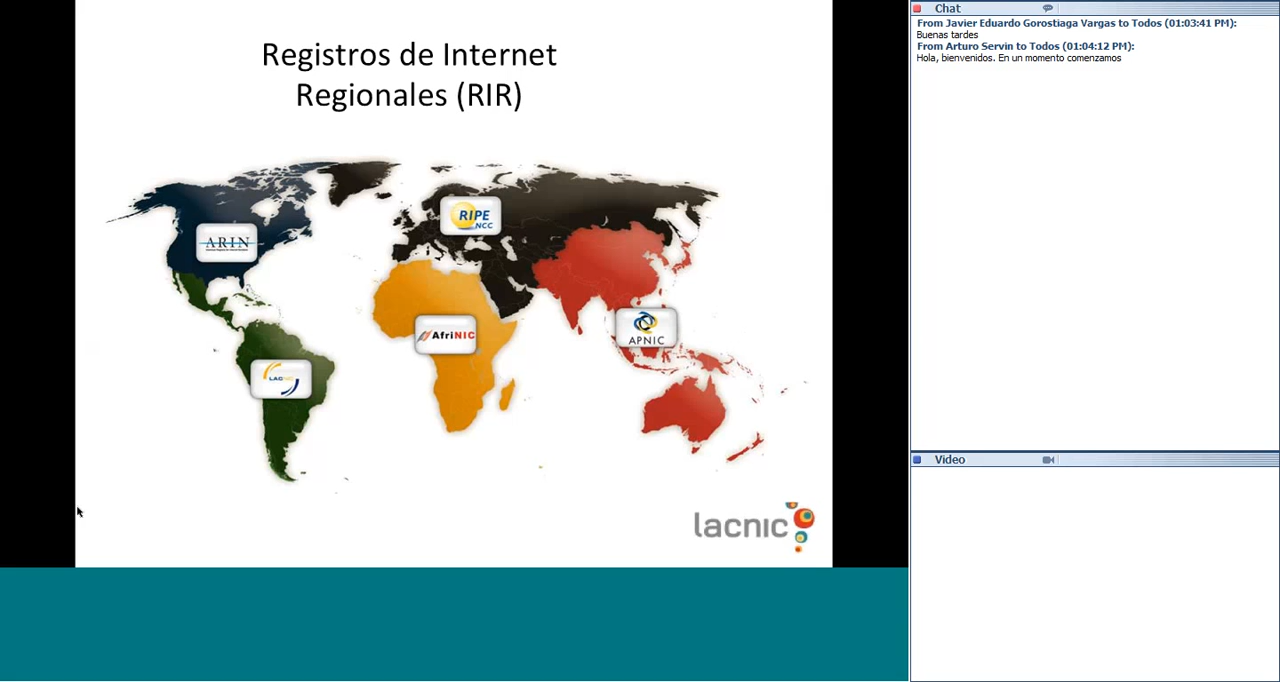 Registros de Internet
Regionales (RIR)
ARIN
RIPE
NCC
AfriNIC
APNIC
LACNIC
lacnic
Chat
From Javier Eduardo Gorostiaga Vargas to Todos (01:03:41 PM):
Buenas tardes
From Arturo Servin to Todos (01:04:12 PM):
Hola, bienvenidos. En un momento comenzamos
Video